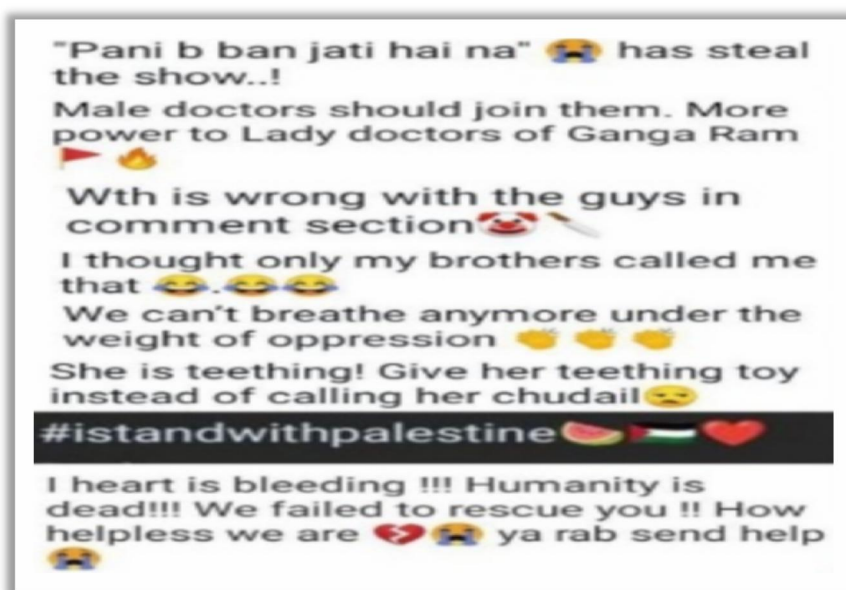 "Pani b ban jati hai na" 😭 has steal
the show..!
Male doctors should join them. More
power to Lady doctors of Ganga Ram
🚩🔥
Wth is wrong with the guys in
comment section🤡🔪
I thought only my brothers called me
that 😂.😂😂
We can't breathe anymore under the
weight of oppression 👏👏👏
She is teething! Give her teething toy
instead of calling her chudail😒
#istandwithpalestine🍉🇵🇸❤️
I heart is bleeding !!! Humanity is
dead!!! We failed to rescue you !! How
helpless we are 💔😭 ya rab send help
😭